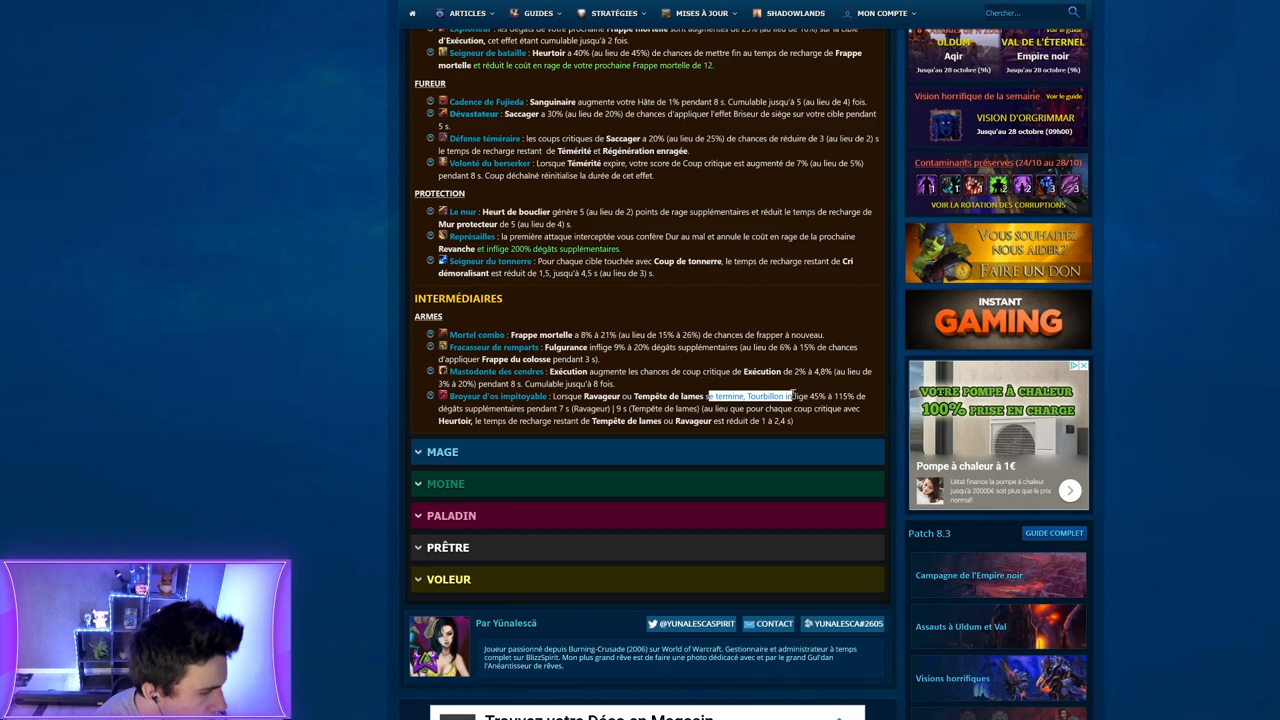 ARTICLES
GUIDES
STRATÉGIES
MISES À JOUR
SHADOWLANDS
MON COMPTE
Chercher...
d'Exécution, cet effet étant cumulable jusqu'à 2 fois.
Seigneur de bataille : Heurtoir a 40% (au lieu de 45%) de chances de mettre fin au temps de recharge de Frappe
mortelle et réduit le coût en rage de votre prochaine Frappe mortelle de 12.
FUREUR
Cadence de Fujieda : Sanguinaire augmente votre Hâte de 1% pendant 8 s. Cumulable jusqu'à 5 (au lieu de 4) fois.
Dévastateur : Saccager a 30% (au lieu de 20%) de chances d'appliquer l'effet Briseur de siège sur votre cible pendant
5 s.
Défense téméraire : les coups critiques de Saccager a 20% (au lieu de 25%) de chances de réduire de 3 (au lieu de 2) s
le temps de recharge restant de Témérité et Régénération enragée.
Volonté du berserker : Lorsque Témérité expire, votre score de Coup critique est augmenté de 7% (au lieu de 5%)
pendant 8 s. Coup déchaîné réinitialise la durée de cet effet.
PROTECTION
Le mur : Heurt de bouclier génère 5 (au lieu de 2) points de rage supplémentaires et réduit le temps de recharge de
Mur protecteur de 5 (au lieu de 4) s.
Représailles : la première attaque interceptée vous confère Dur au mal et annule le coût en rage de la prochaine
Revanche et inflige 200% dégâts supplémentaires.
Seigneur du tonnerre : Pour chaque cible touchée avec Coup de tonnerre, le temps de recharge restant de Cri
démoralisant est réduit de 1,5, jusqu'à 4,5 s (au lieu de 3) s.
INTERMÉDIAIRES
ARMES
Mortel combo : Frappe mortelle a 8% à 21% (au lieu de 15% à 26%) de chances de frapper à nouveau.
Fracasseur de remparts : Fulgurance inflige 9% à 20% dégâts supplémentaires (au lieu de 6% à 15% de chances
d'appliquer Frappe du colosse pendant 3 s).
Mastodonte des cendres : Exécution augmente les chances de coup critique de Exécution de 2% à 4,8% (au lieu de
3% à 20%) pendant 8 s. Cumulable jusqu'à 8 fois.
Broyeur d'os impitoyable : Lorsque Ravageur ou Tempête de lames se termine, Tourbillon inflige 45% à 115% de
dégâts supplémentaires pendant 7 s (Ravageur) | 9 s (Tempête de lames) (au lieu que pour chaque coup critique avec
Heurtoir, le temps de recharge restant de Tempête de lames ou Ravageur est réduit de 1 à 2,4 s)
MAGE
MOINE
PALADIN
PRÊTRE
VOLEUR
Par Yünalescä
@YUNALESCASPIRIT
CONTACT
YUNALESCA#2605
Joueur passionné depuis Burning-Crusade (2006) sur World of Warcraft. Gestionnaire et administrateur à temps
complet sur BlizzSpirit. Mon plus grand rêve est de faire une photo dédicacé avec et par le grand Gul'dan
l'Anéantisseur de rêves.
Voir le guide
ULDUM
Aqir
Jusqu'au 28 octobre (9h)
VAL DE L'ÉTERNEL
Empire noir
Jusqu'au 28 octobre (9h)
Vision horrifique de la semaine
Voir le guide
VISION D'ORGRIMMAR
Jusqu'au 28 octobre (09h00)
Contaminants préservés (24/10 au 28/10)
1 1 1 2 2 3 3
VOIR LA ROTATION DES CORRUPTIONS
VOUS SOUHAITEZ
NOUS AIDER?
FAIRE UN DON
INSTANT
GAMING
VOTRE POMPE À CHALEUR
100% PRISE EN CHARGE
Pompe à chaleur à 1€
L'état finance la pompe à chaleur
jusqu'à 20000€ soit plus que le prix
normal!
Patch 8.3
GUIDE COMPLET
Campagne de l'Empire noir
Assauts à Uldum et Val
Visions horrifiques